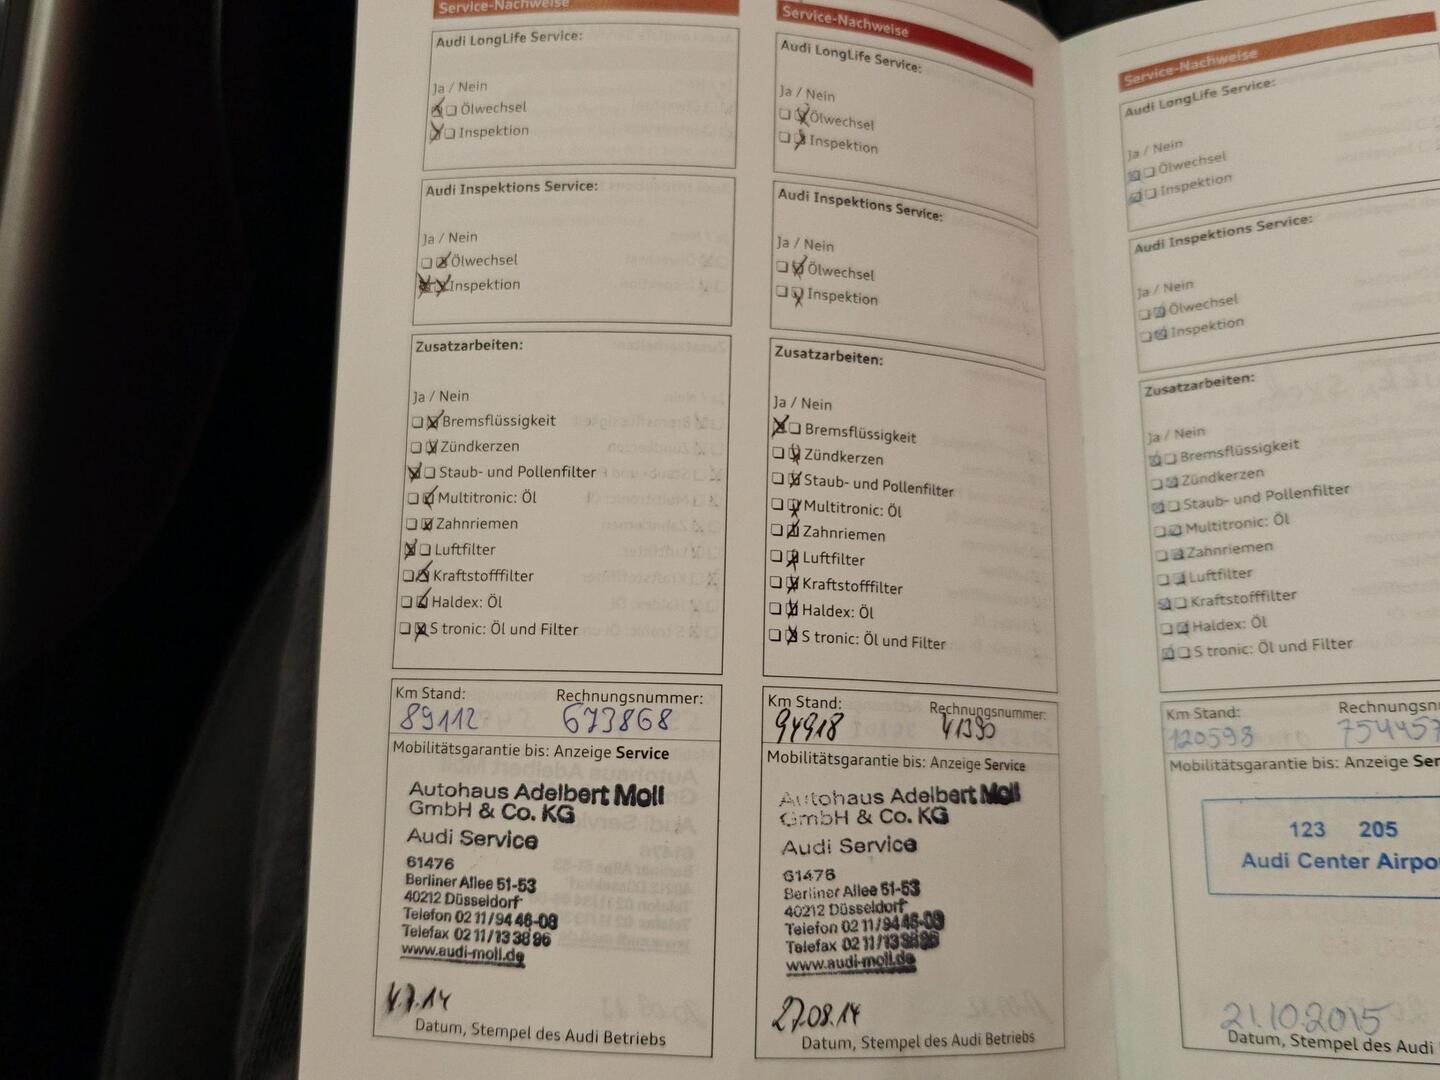 Service-Nachweise
Audi LongLife Service:
Ja / Nein
Ölwechsel
Inspektion
Audi Inspektions Service:
Ja / Nein
Ölwechsel
Inspektion
Zusatzarbeiten:
Ja / Nein
Bremsflüssigkeit
Zündkerzen
Staub- und Pollenfilter
Multitronic: Öl
Zahnriemen
Luftfilter
Kraftstofffilter
Haldex: Öl
S tronic: Öl und Filter
Km Stand: Rechnungsnummer:
89112 673868
Mobilitätsgarantie bis: Anzeige Service
Autohaus Adelbert Moll
GmbH & Co. KG
Audi Service
61476
Berliner Allee 51-53
40212 Düsseldorf
Telefon 02 11/94 46-08
Telefax 02 11/13 38 96
www.audi-moll.de
4.7.14
Datum, Stempel des Audi Betriebs
Service-Nachweise
Audi LongLife Service:
Ja / Nein
Ölwechsel
Inspektion
Audi Inspektions Service:
Ja / Nein
Ölwechsel
Inspektion
Zusatzarbeiten:
Ja / Nein
Bremsflüssigkeit
Zündkerzen
Staub- und Pollenfilter
Multitronic: Öl
Zahnriemen
Luftfilter
Kraftstofffilter
Haldex: Öl
S tronic: Öl und Filter
Km Stand: Rechnungsnummer:
94918 41390
Mobilitätsgarantie bis: Anzeige Service
Autohaus Adelbert Moll
GmbH & Co. KG
Audi Service
61476
Berliner Allee 51-53
40212 Düsseldorf
Telefon 02 11/94 46-08
Telefax 02 11/13 38 96
www.audi-moll.de
27.08.14
Datum, Stempel des Audi Betriebs
Service-Nachweise
Audi LongLife Service:
Ja / Nein
Ölwechsel
Inspektion
Audi Inspektions Service:
Ja / Nein
Ölwechsel
Inspektion
Zusatzarbeiten:
Ja / Nein
Bremsflüssigkeit
Zündkerzen
Staub- und Pollenfilter
Multitronic: Öl
Zahnriemen
Luftfilter
Kraftstofffilter
Haldex: Öl
S tronic: Öl und Filter
Km Stand: Rechnungsnu
120598 754457
Mobilitätsgarantie bis: Anzeige Ser
123 205
Audi Center Airpo
21.10.2015
Datum, Stempel des Audi